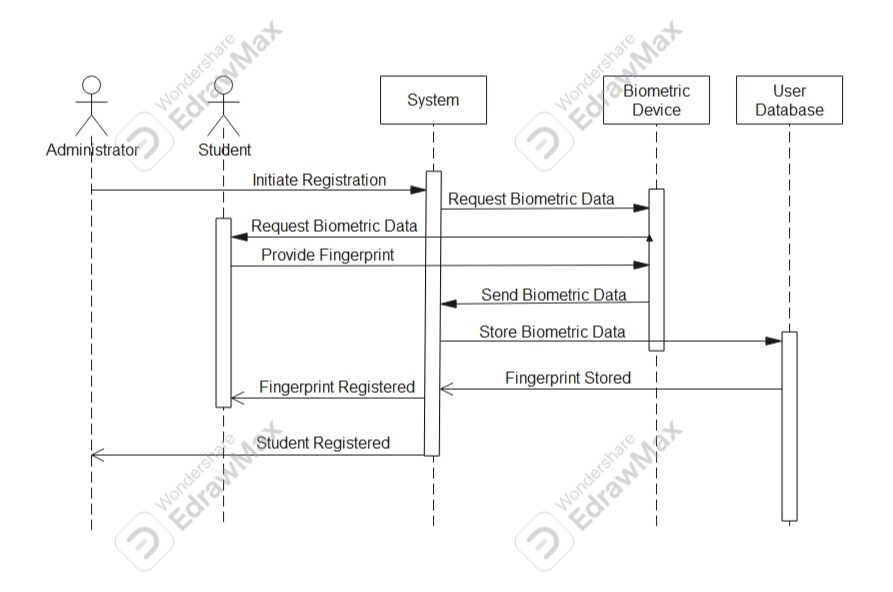 Wondershare
EdrawMax
Wondershare
EdrawMax
Administrator
Student
System
Biometric
Device
User
Database
Initiate Registration
Request Biometric Data
Request Biometric Data
Provide Fingerprint
Send Biometric Data
Store Biometric Data
Fingerprint Stored
Fingerprint Registered
Student Registered
Wondershare
EdrawMax
Wondershare
EdrawMax